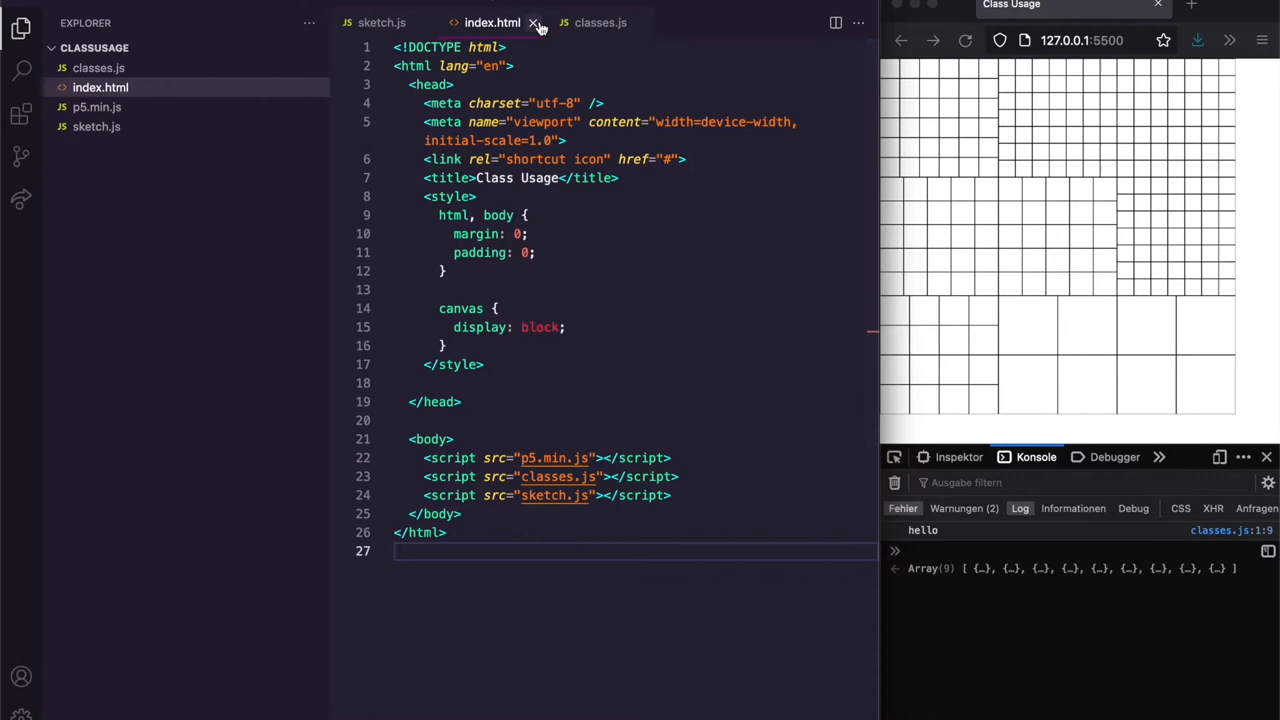 EXPLORER
CLASSUSAGE
classes.js
index.html
p5.min.js
sketch.js
JS sketch.js <> index.html JS classes.js
1 <!DOCTYPE html>
2 <html lang="en">
3 <head>
4 <meta charset="utf-8" />
5 <meta name="viewport" content="width=device-width,
initial-scale=1.0">
6 <link rel="shortcut icon" href="#">
7 <title>Class Usage</title>
8 <style>
9 html, body {
10 margin: 0;
11 padding: 0;
12 }
13
14 canvas {
15 display: block;
16 }
17 </style>
18
19 </head>
20
21 <body>
22 <script src="p5.min.js"></script>
23 <script src="classes.js"></script>
24 <script src="sketch.js"></script>
25 </body>
26 </html>
27
Class Usage
127.0.0.1:5500
Inspektor Konsole Debugger
Ausgabe filtern
Fehler Warnungen (2) Log Informationen Debug CSS XHR Anfragen
hello classes.js:1:9
Array(9) [ {…}, {…}, {…}, {…}, {…}, {…}, {…}, {…}, {…} ]